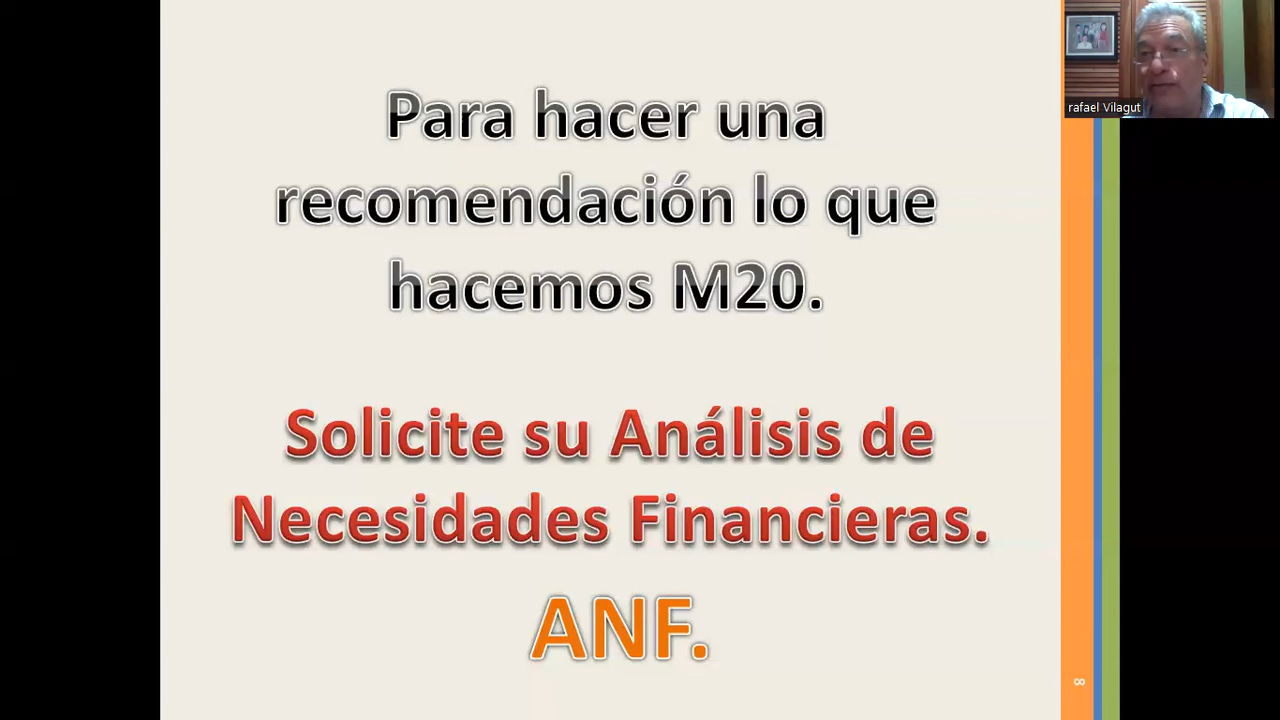 Para hacer una
recomendación lo que
hacemos M20.
Solicite su Análisis de
Necesidades Financieras.
ANF.
rafael Vilagut
8